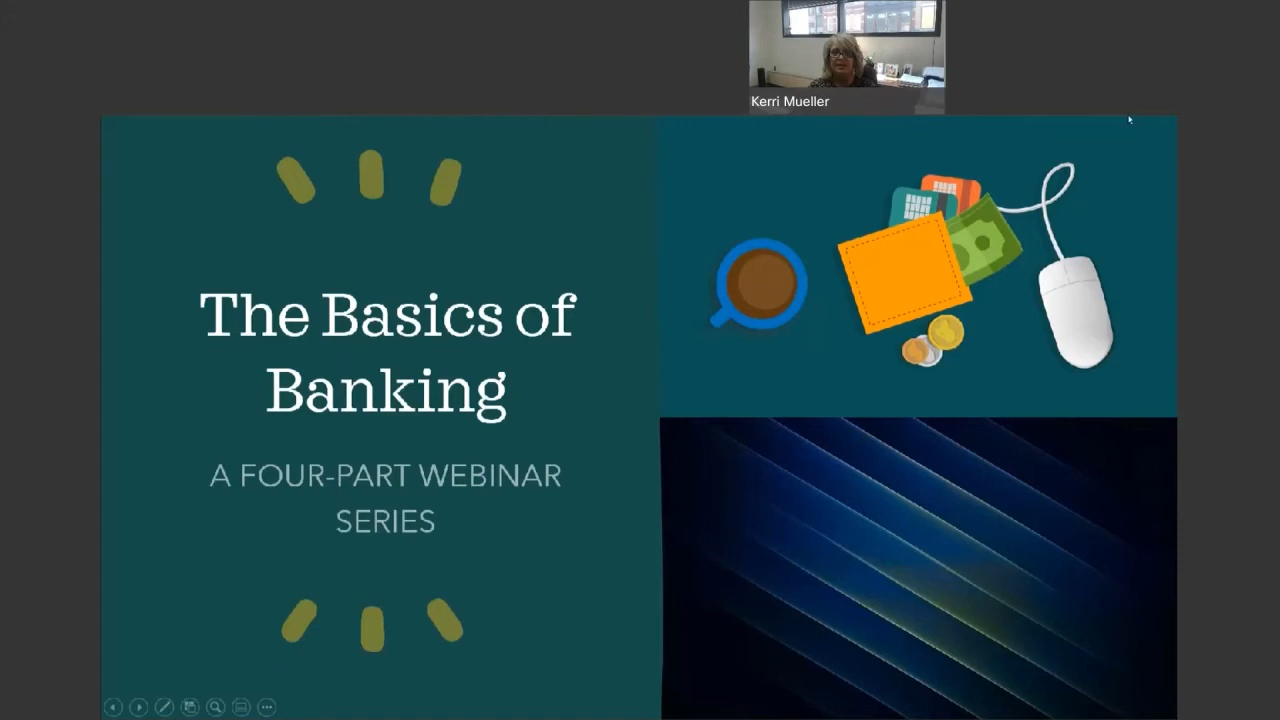 Kerri Mueller
The Basics of
Banking
A FOUR-PART WEBINAR
SERIES